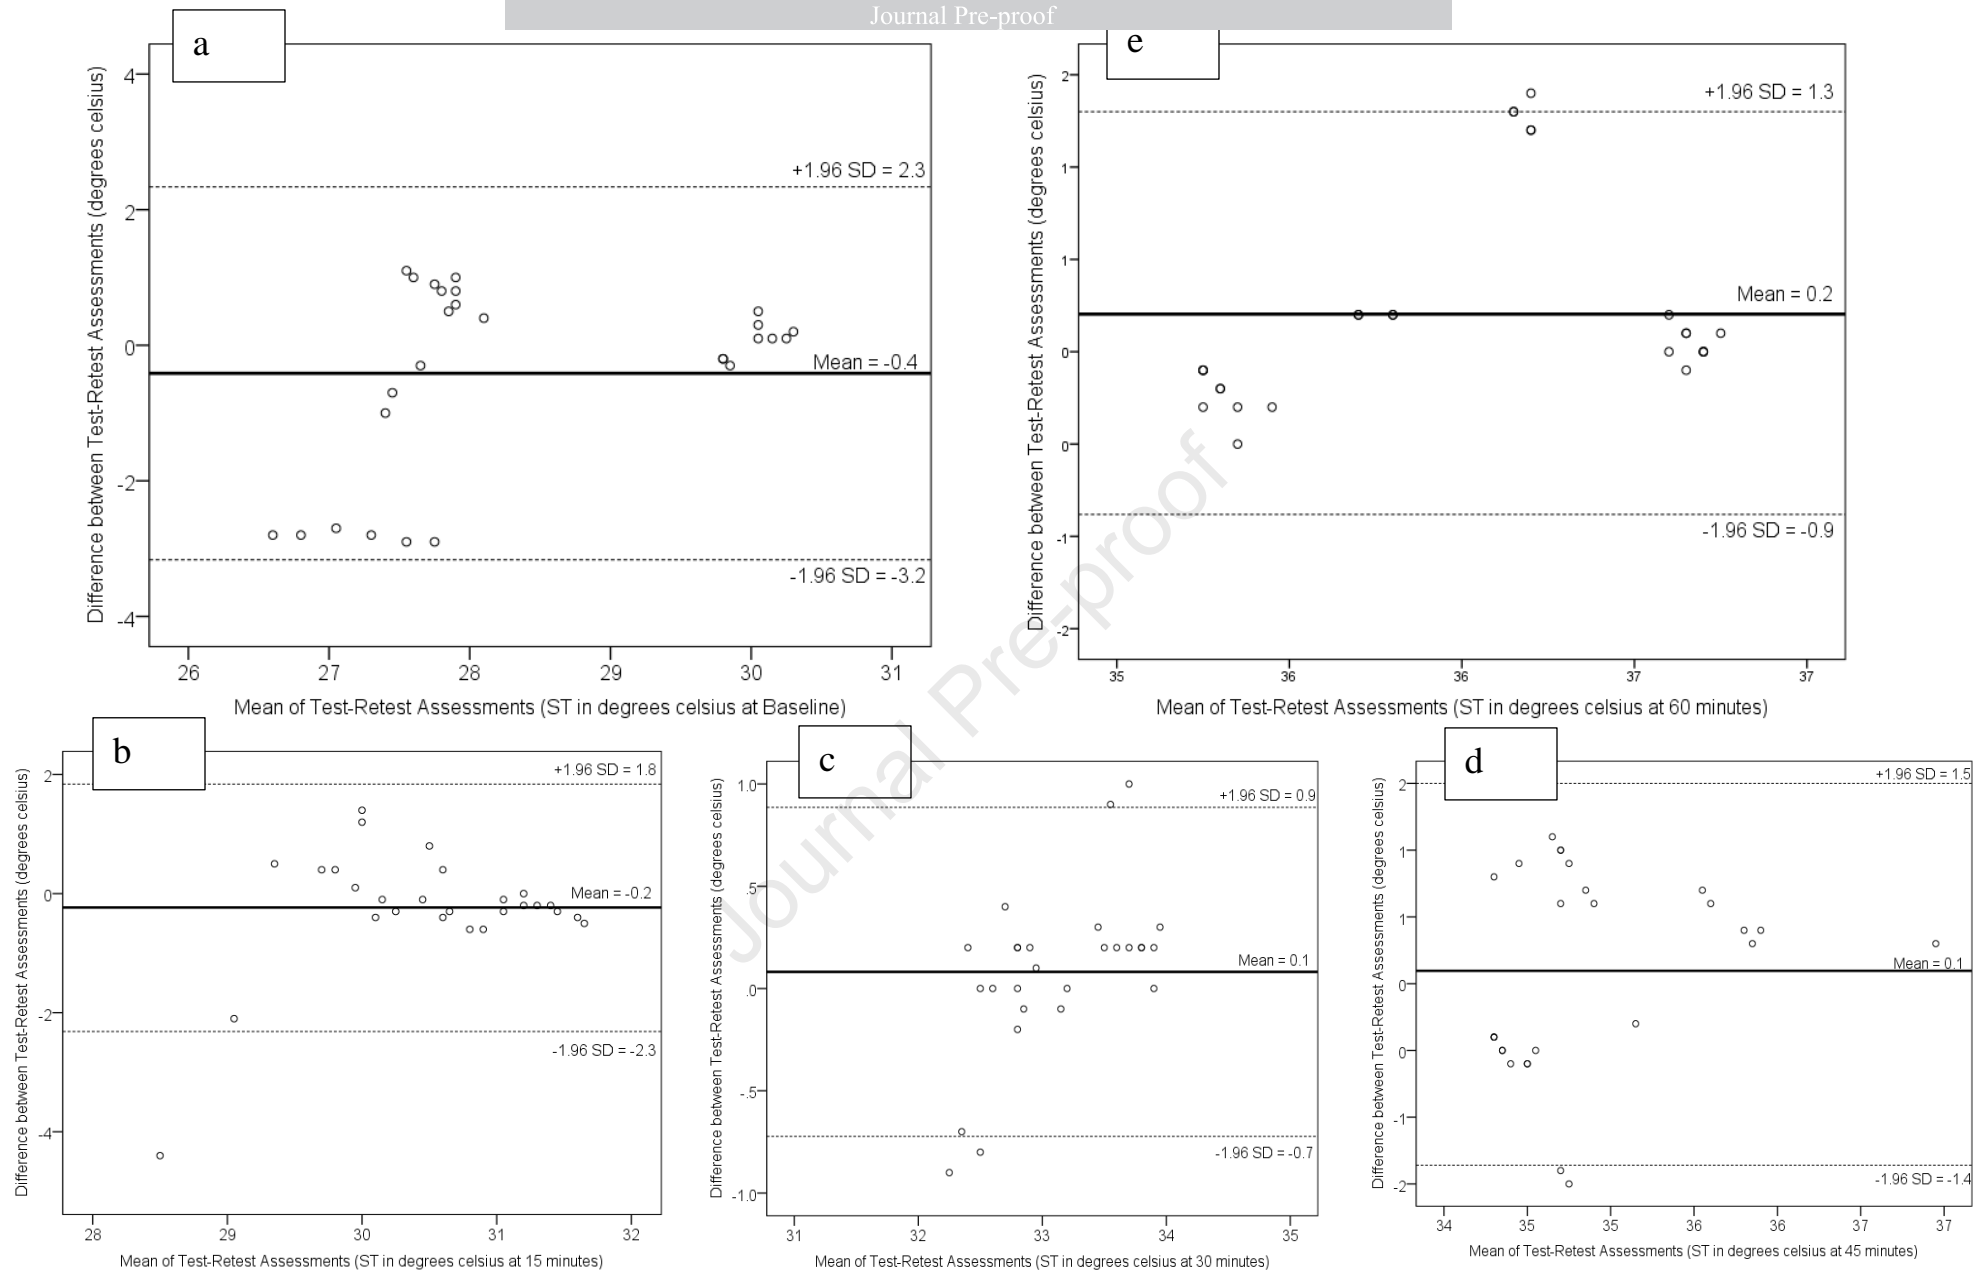 Journal Pre-proof
a
Difference between Test-Retest Assessments (degrees celsius)
4
2
0
-2
-4
+1.96 SD = 2.3
Mean = -0.4
-1.96 SD = -3.2
26 27 28 29 30 31
Mean of Test-Retest Assessments (ST in degrees celsius at Baseline)
e
Difference between Test-Retest Assessments (degrees celsius)
2
1
1
0
0
-1
-2
+1.96 SD = 1.3
Mean = 0.2
-1.96 SD = -0.9
35 36 36 37 37
Mean of Test-Retest Assessments (ST in degrees celsius at 60 minutes)
Journal Pre-proof
b
Difference between Test-Retest Assessments (degrees celsius)
2
0
-2
-4
+1.96 SD = 1.8
Mean = -0.2
-1.96 SD = -2.3
28 29 30 31 32
Mean of Test-Retest Assessments (ST in degrees celsius at 15 minutes)
c
Difference between Test-Retest Assessments (degrees celsius)
1.0
.5
.0
-.5
-1.0
+1.96 SD = 0.9
Mean = 0.1
-1.96 SD = -0.7
31 32 33 34 35
Mean of Test-Retest Assessments (ST in degrees celsius at 30 minutes)
d
Difference between Test-Retest Assessments (degrees celsius)
2
1
1
0
0
-1
-2
+1.96 SD = 1.5
Mean = 0.1
-1.96 SD = -1.4
34 35 35 36 36 37 37
Mean of Test-Retest Assessments (ST in degrees celsius at 45 minutes)